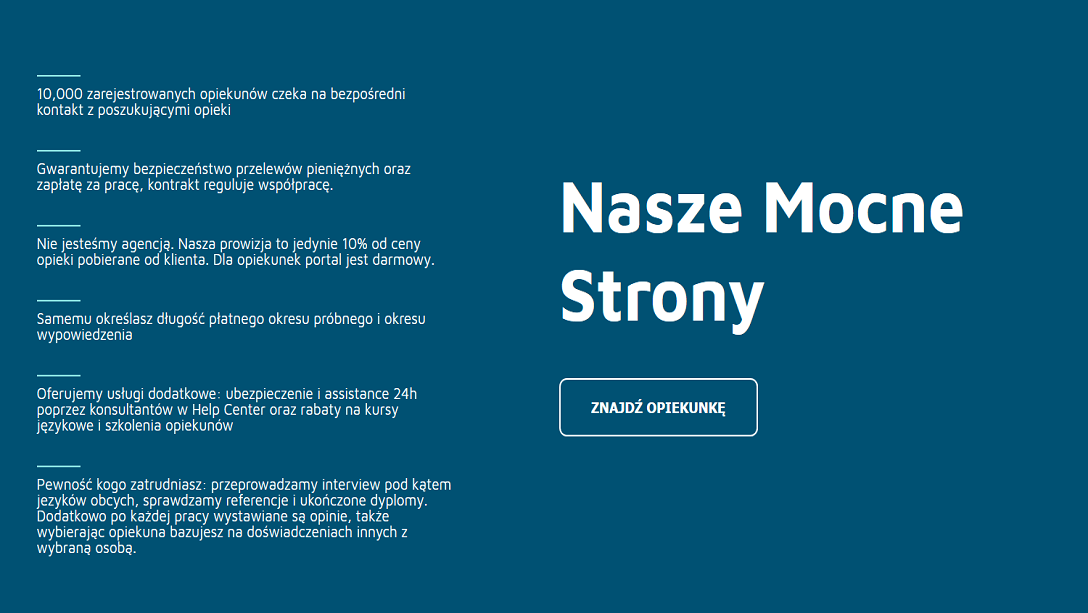 10,000 zarejestrowanych opiekunów czeka na bezpośredni
kontakt z poszukującymi opieki
Gwarantujemy bezpieczeństwo przelewów pieniężnych oraz
zapłatę za pracę, kontrakt reguluje współpracę.
Nie jesteśmy agencją. Nasza prowizja to jedynie 10% od ceny
opieki pobierane od klienta. Dla opiekunek portal jest darmowy.
Samemu określasz długość płatnego okresu próbnego i okresu
wypowiedzenia
Oferujemy usługi dodatkowe: ubezpieczenie i assistance 24h
poprzez konsultantów w Help Center oraz rabaty na kursy
językowe i szkolenia opiekunów
Pewność kogo zatrudniasz: przeprowadzamy interview pod kątem
jezyków obcych, sprawdzamy referencje i ukończone dyplomy.
Dodatkowo po każdej pracy wystawiane są opinie, także
wybierając opiekuna bazujesz na doświadczeniach innych z
wybraną osobą.
Nasze Mocne
Strony
ZNAJDŹ OPIEKUNKĘ